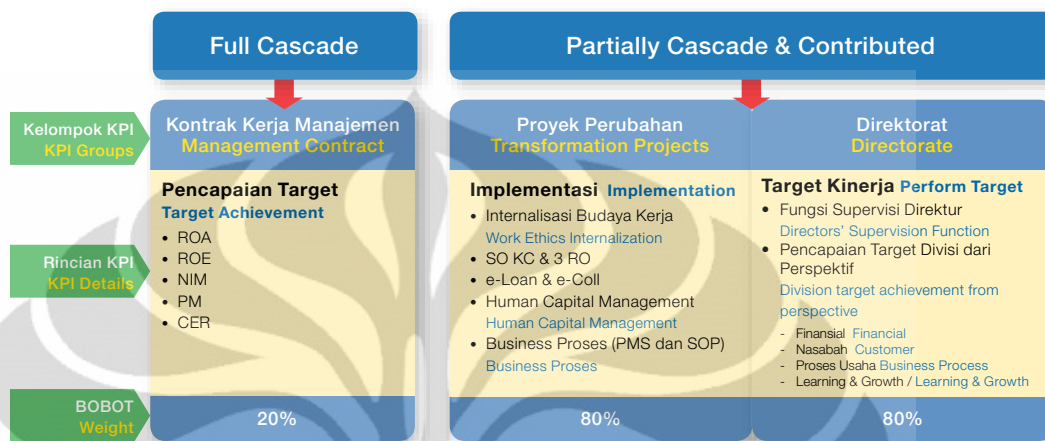 Full Cascade
Partially Cascade & Contributed
Kelompok KPI
KPI Groups
Kontrak Kerja Manajemen
Management Contract
Proyek Perubahan
Transformation Projects
Direktorat
Directorate
Rincian KPI
KPI Details
Pencapaian Target
Target Achievement
• ROA
• ROE
• NIM
• PM
• CER
Implementasi Implementation
• Internalisasi Budaya Kerja
Work Ethics Internalization
• SO KC & 3 RO
• e-Loan & e-Coll
• Human Capital Management
Human Capital Management
• Business Proses (PMS dan SOP)
Business Proses
Target Kinerja Perform Target
• Fungsi Supervisi Direktur
Directors' Supervision Function
• Pencapaian Target Divisi dari
Perspektif
Division target achievement from
perspective
- Finansial Financial
- Nasabah Customer
- Proses Usaha Business Process
- Learning & Growth / Learning & Growth
BOBOT
Weight
20%
80%
80%